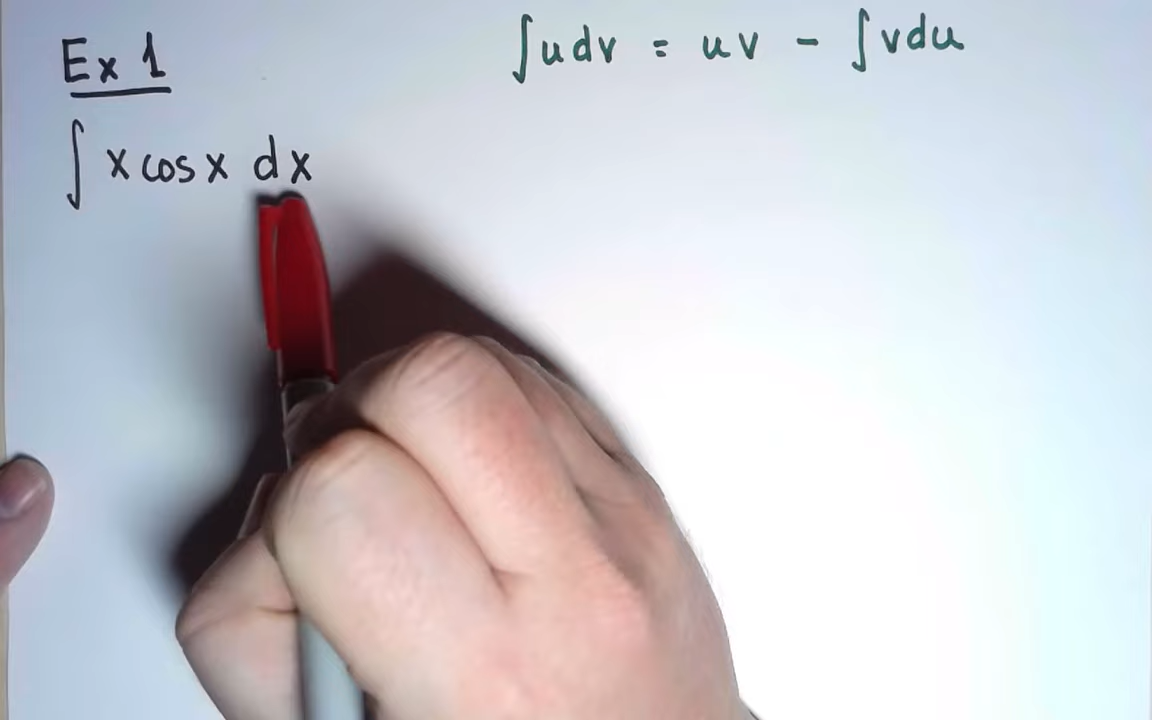 Ex 1
∫udv = uv - ∫vdu
∫ x cos x dx